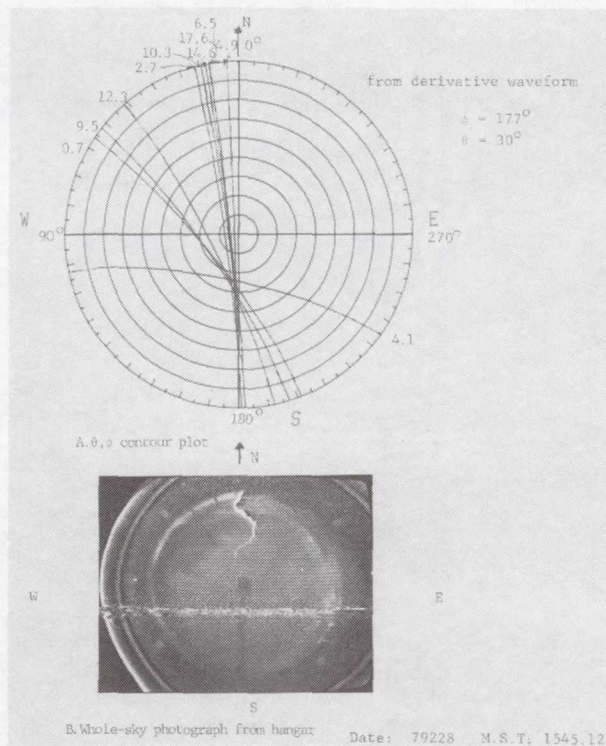 6.5
N
17.6
4.9
0°
10.3
14.8
2.7
from derivative waveform
12.3
ϕ = 177°
θ = 30°
9.5
0.7
W
E
90°
270°
4.1
180°
S
A.θ,ϕ contour plot
N
W
E
S
B.Whole-sky photograph from hangar
Date: 79228 M.S.T; 1545.12